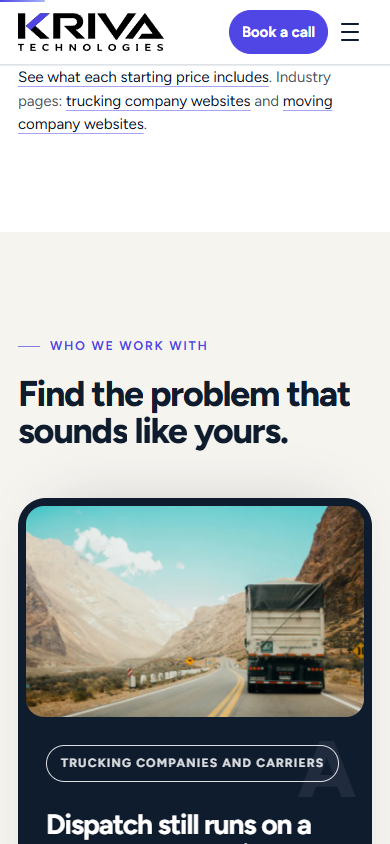 KRIVA
TECHNOLOGIES
Book a call
See what each starting price includes. Industry
pages: trucking company websites and moving
company websites.
WHO WE WORK WITH
Find the problem that
sounds like yours.
A
TRUCKING COMPANIES AND CARRIERS
Dispatch still runs on a